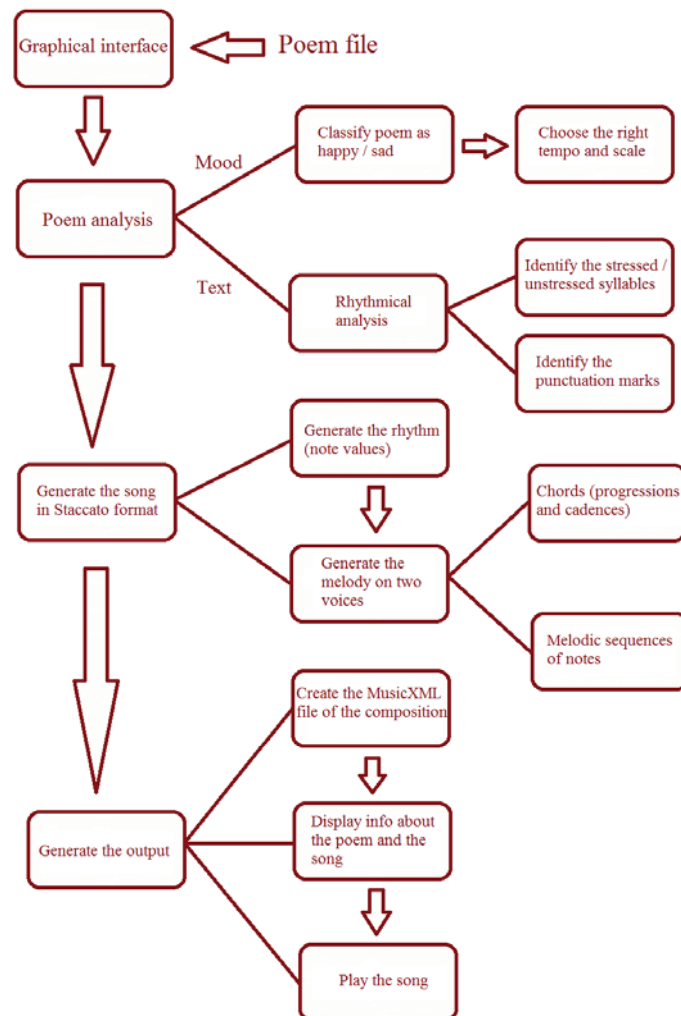 Graphical interface
Poem file
Mood
Classify poem as
happy / sad
Choose the right
tempo and scale
Poem analysis
Text
Rhythmical
analysis
Identify the stressed /
unstressed syllables
Identify the
punctuation marks
Generate the rhythm
(note values)
Generate the song
in Staccato format
Generate the
melody on two
voices
Chords (progressions
and cadences)
Melodic sequences
of notes
Create the MusicXML
file of the composition
Display info about
the poem and the
song
Generate the output
Play the song